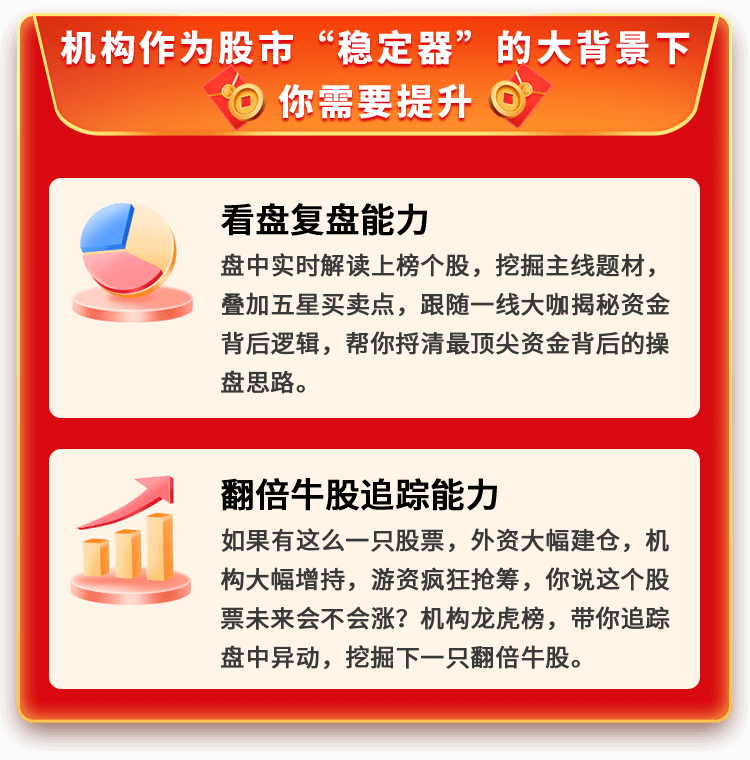 机构作为股市“稳定器”的大背景下
你需要提升
看盘复盘能力
盘中实时解读上榜个股，挖掘主线题材，
叠加五星买卖点，跟随一线大咖揭秘资金
背后逻辑，帮你捋清最顶尖资金背后的操
盘思路。
翻倍牛股追踪能力
如果有这么一只股票，外资大幅建仓，机
构大幅增持，游资疯狂抢筹，你说这个股
票未来会不会涨？机构龙虎榜，带你追踪
盘中异动，挖掘下一只翻倍牛股。